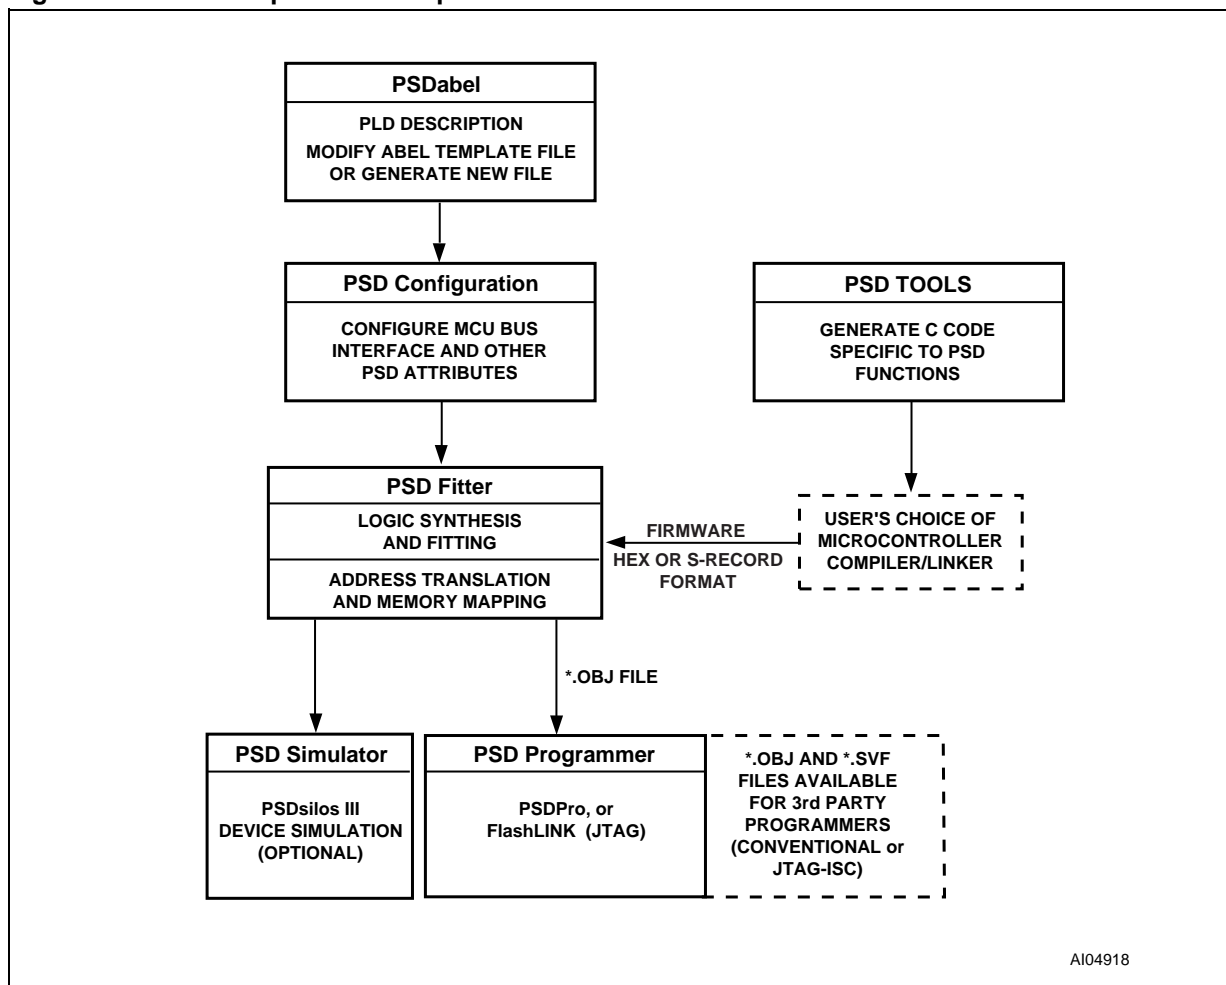 PSDabel
PLD DESCRIPTION
MODIFY ABEL TEMPLATE FILE
OR GENERATE NEW FILE
PSD Configuration
CONFIGURE MCU BUS
INTERFACE AND OTHER
PSD ATTRIBUTES
PSD TOOLS
GENERATE C CODE
SPECIFIC TO PSD
FUNCTIONS
PSD Fitter
LOGIC SYNTHESIS
AND FITTING
ADDRESS TRANSLATION
AND MEMORY MAPPING
FIRMWARE
HEX OR S-RECORD
FORMAT
USER'S CHOICE OF
MICROCONTROLLER
COMPILER/LINKER
*.OBJ FILE
PSD Simulator
PSDsilos III
DEVICE SIMULATION
(OPTIONAL)
PSD Programmer
PSDPro, or
FlashLINK (JTAG)
*.OBJ AND *.SVF
FILES AVAILABLE
FOR 3rd PARTY
PROGRAMMERS
(CONVENTIONAL or
JTAG-ISC)
AI04918